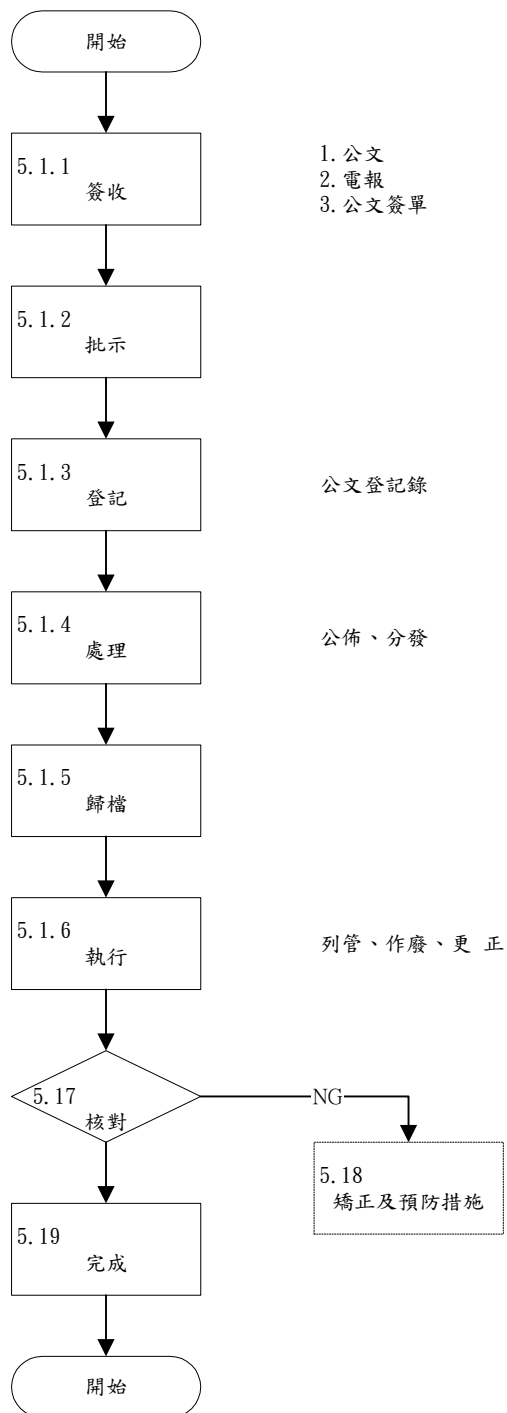 開始
5.1.1
簽收
1.公文
2.電報
3.公文簽單
5.1.2
批示
5.1.3
登記
公文登記錄
5.1.4
處理
公佈、分發
5.1.5
歸檔
5.1.6
執行
列管、作廢、更 正
5.17
核對
NG
5.18
矯正及預防措施
5.19
完成
開始